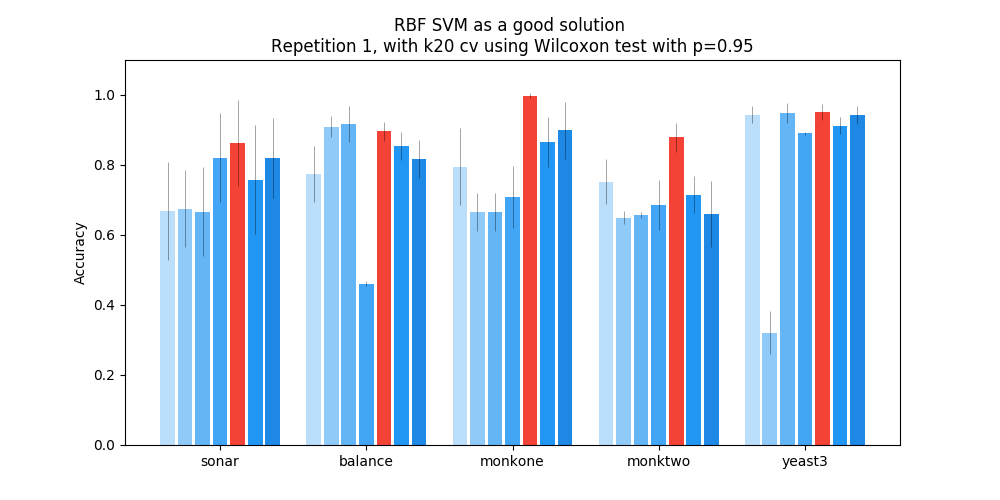 RBF SVM as a good solution
Repetition 1, with k20 cv using Wilcoxon test with p=0.95
1.0
0.8
0.6
0.4
0.2
0.0
Accuracy
sonar balance monkone monktwo yeast3